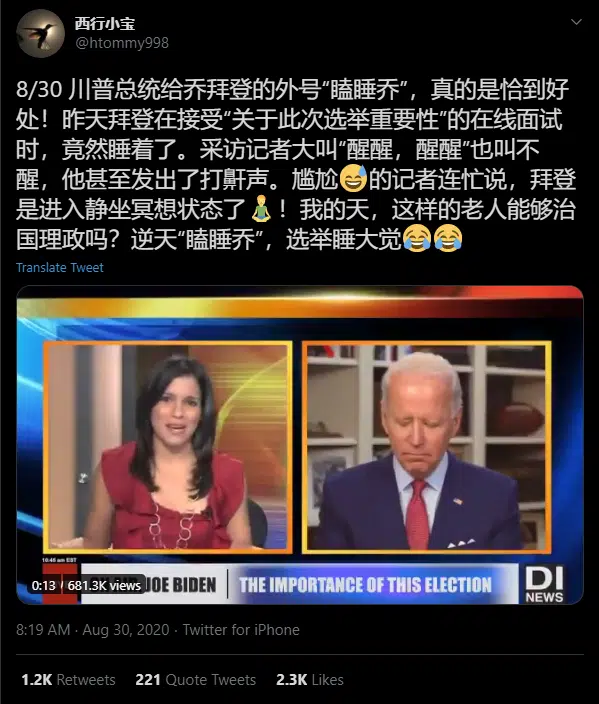 西行小宝
@htommy998
8/30 川普总统给乔拜登的外号“瞌睡乔”，真的是恰到好
处！昨天拜登在接受“关于此次选举重要性”的在线面试
时，竟然睡着了。采访记者大叫“醒醒，醒醒”也叫不
醒，他甚至发出了打鼾声。尴尬😅的记者连忙说，拜登
是进入静坐冥想状态了🧘！我的天，这样的老人能够治
国理政吗？逆天“瞌睡乔”，选举睡大觉😂😂
Translate Tweet
10:45 am EST
0:13 681.3K views
JOE BIDEN THE IMPORTANCE OF THIS ELECTION
DI
NEWS
8:19 AM · Aug 30, 2020 · Twitter for iPhone
1.2K Retweets 221 Quote Tweets 2.3K Likes